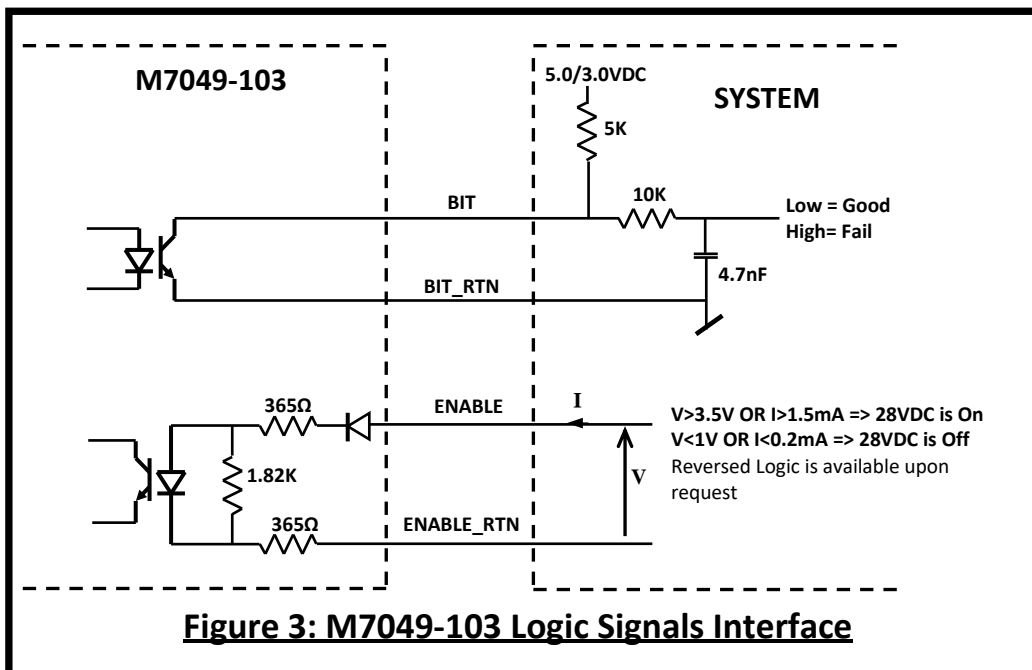 M7049-103
SYSTEM
5.0/3.0VDC
5K
10K
BIT
Low = Good
High= Fail
4.7nF
BIT_RTN
365Ω
ENABLE
I
V>3.5V OR I>1.5mA => 28VDC is On
V<1V OR I<0.2mA => 28VDC is Off
Reversed Logic is available upon
request
V
1.82K
365Ω
ENABLE_RTN
Figure 3: M7049-103 Logic Signals Interface